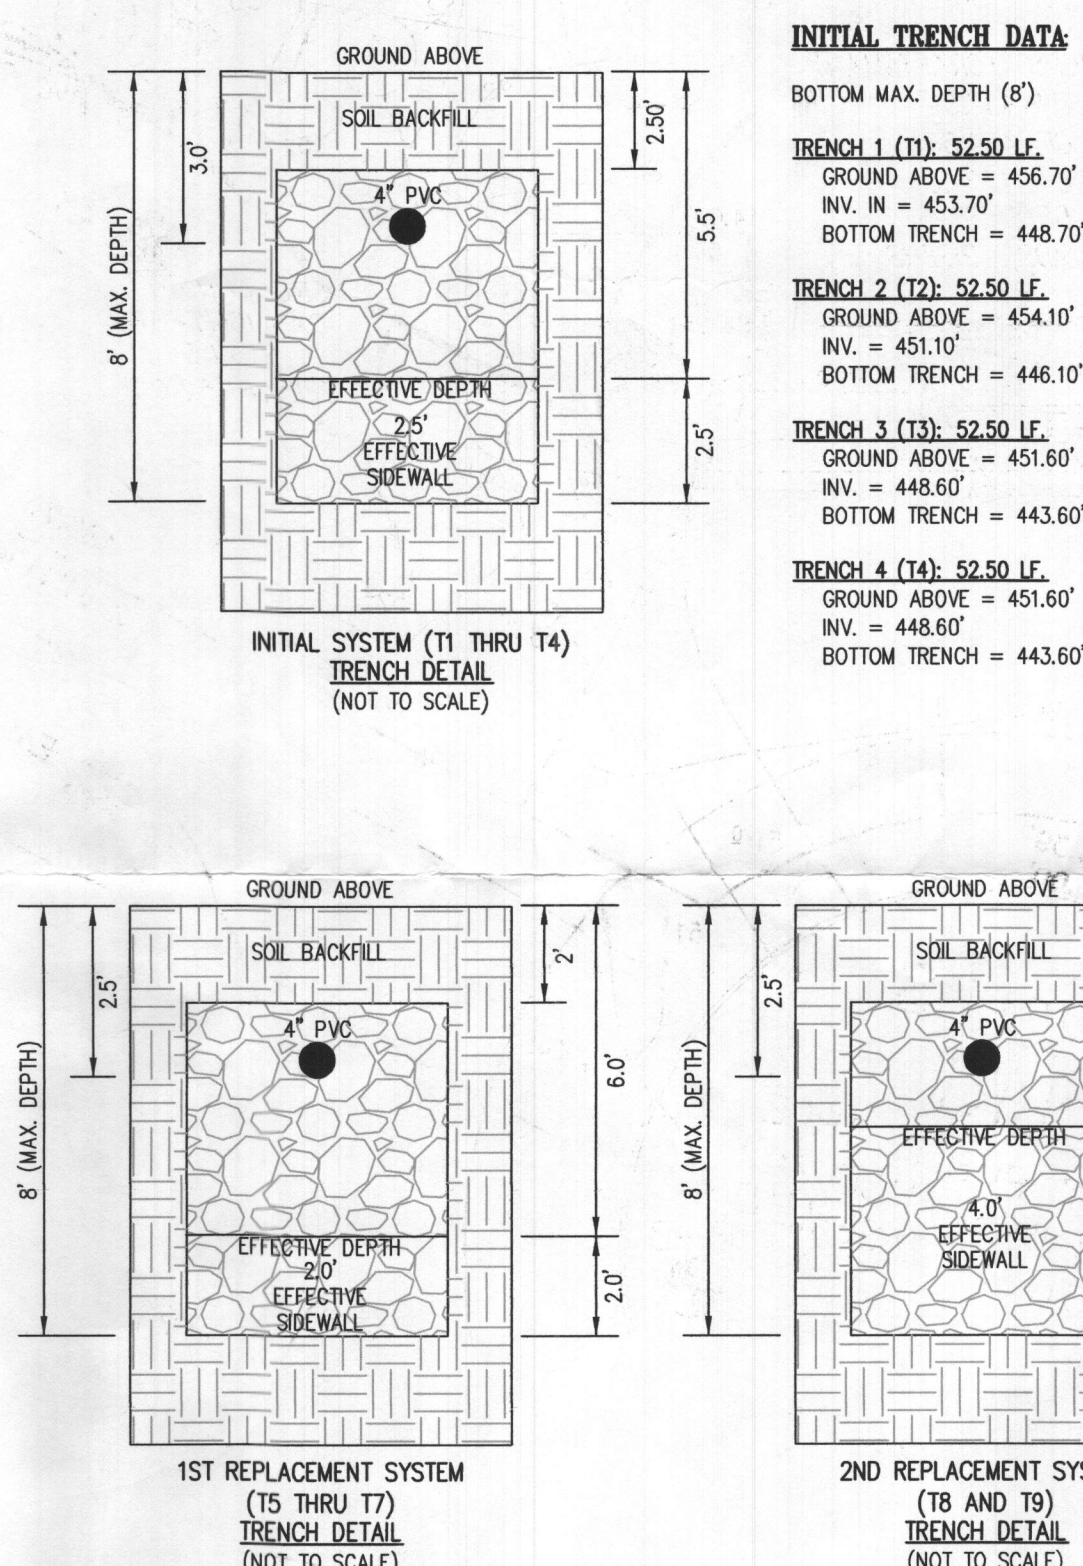 GROUND ABOVE
SOIL BACKFILL
4" PVC
3.0'
8' (MAX. DEPTH)
2.50'
5.5'
2.5'
EFFECTIVE DEPTH
2.5'
EFFECTIVE
SIDEWALL
INITIAL SYSTEM (T1 THRU T4)
TRENCH DETAIL
(NOT TO SCALE)
INITIAL TRENCH DATA:
BOTTOM MAX. DEPTH (8')
TRENCH 1 (T1): 52.50 LF.
GROUND ABOVE = 456.70'
INV. IN = 453.70'
BOTTOM TRENCH = 448.70'
TRENCH 2 (T2): 52.50 LF.
GROUND ABOVE = 454.10'
INV. = 451.10'
BOTTOM TRENCH = 446.10'
TRENCH 3 (T3): 52.50 LF.
GROUND ABOVE = 451.60'
INV. = 448.60'
BOTTOM TRENCH = 443.60'
TRENCH 4 (T4): 52.50 LF.
GROUND ABOVE = 451.60'
INV. = 448.60'
BOTTOM TRENCH = 443.60'
GROUND ABOVE
SOIL BACKFILL
4" PVC
2.5'
8' (MAX. DEPTH)
2'
6.0'
2.0'
EFFECTIVE DEPTH
2.0'
EFFECTIVE
SIDEWALL
1ST REPLACEMENT SYSTEM
(T5 THRU T7)
TRENCH DETAIL
(NOT TO SCALE)
GROUND ABOVE
SOIL BACKFILL
4" PVC
2.5'
8' (MAX. DEPTH)
EFFECTIVE DEPTH
4.0'
EFFECTIVE
SIDEWALL
2ND REPLACEMENT SYS
(T8 AND T9)
TRENCH DETAIL
(NOT TO SCALE)